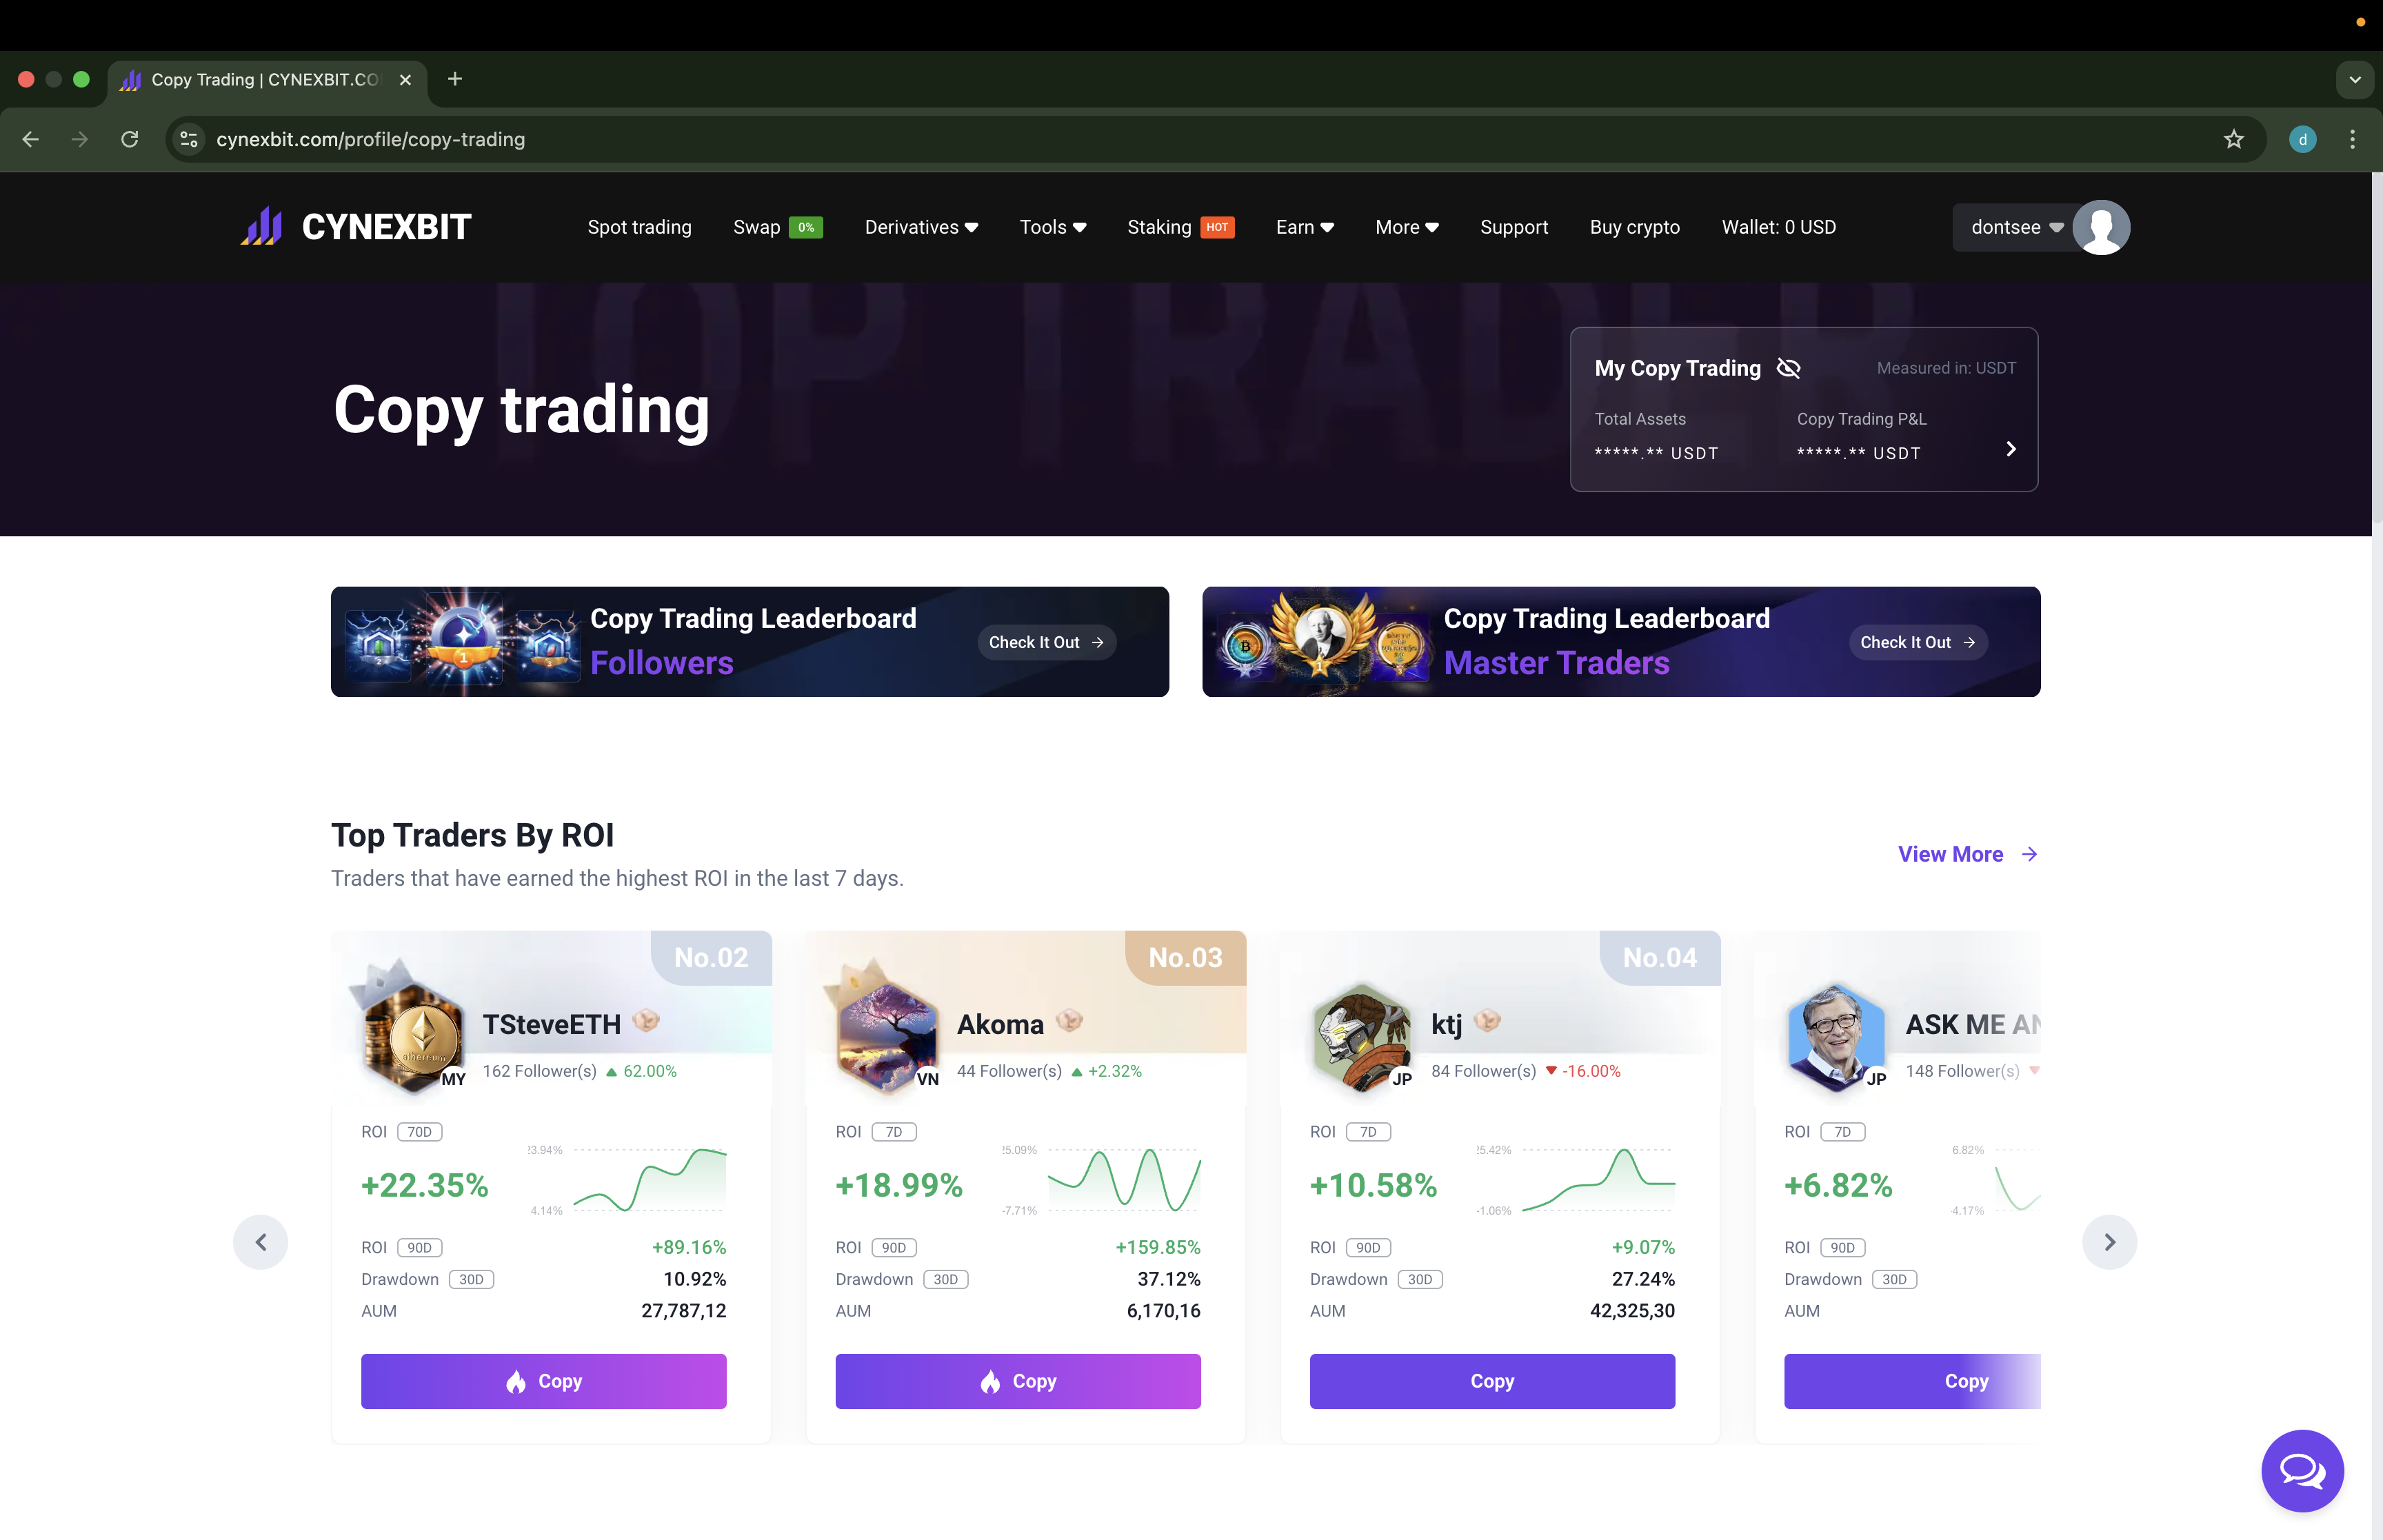 Copy Trading | CYNEXBIT.CO
cynexbit.com/profile/copy-trading
d
CYNEXBIT
Spot trading
Swap 0%
Derivatives
Tools
Staking HOT
Earn
More
Support
Buy crypto
Wallet: 0 USD
dontsee
TOP TRADER
Copy trading
My Copy Trading
Measured in: USDT
Total Assets
Copy Trading P&L
*****.** USDT
*****.** USDT
Copy Trading Leaderboard
Followers
Check It Out
2
1
3
Copy Trading Leaderboard
Master Traders
Check It Out
1
Top Traders By ROI
Traders that have earned the highest ROI in the last 7 days.
View More
No.02
TSteveETH
MY
162 Follower(s) 62.00%
ROI 70D
+22.35%
3.94%
4.14%
ROI 90D +89.16%
Drawdown 30D 10.92%
AUM 27,787,12
Copy
No.03
Akoma
VN
44 Follower(s) +2.32%
ROI 7D
+18.99%
5.09%
-7.71%
ROI 90D +159.85%
Drawdown 30D 37.12%
AUM 6,170,16
Copy
No.04
ktj
JP
84 Follower(s) -16.00%
ROI 7D
+10.58%
5.42%
-1.06%
ROI 90D +9.07%
Drawdown 30D 27.24%
AUM 42,325,30
Copy
ASK ME AN
JP
148 Follower(s)
ROI 7D
+6.82%
6.82%
4.17%
ROI 90D
Drawdown 30D
AUM
Copy